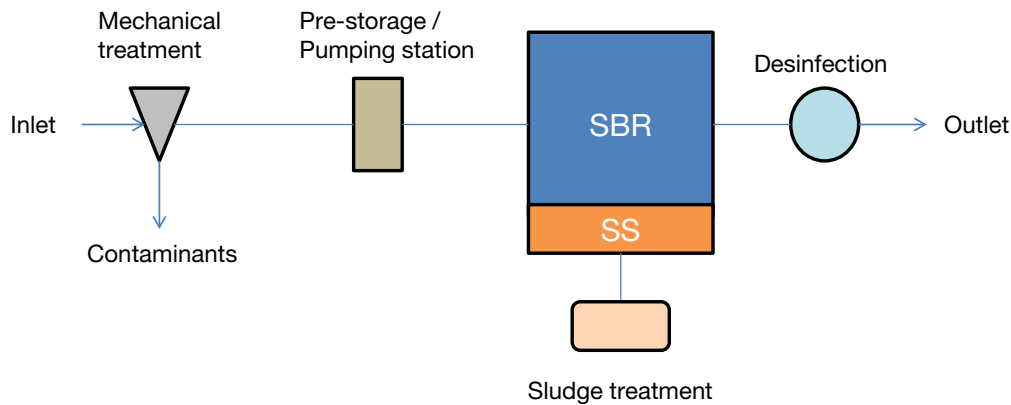 Mechanical
treatment
Pre-storage /
Pumping station
Desinfection
Inlet
SBR
Outlet
SS
Contaminants
Sludge treatment